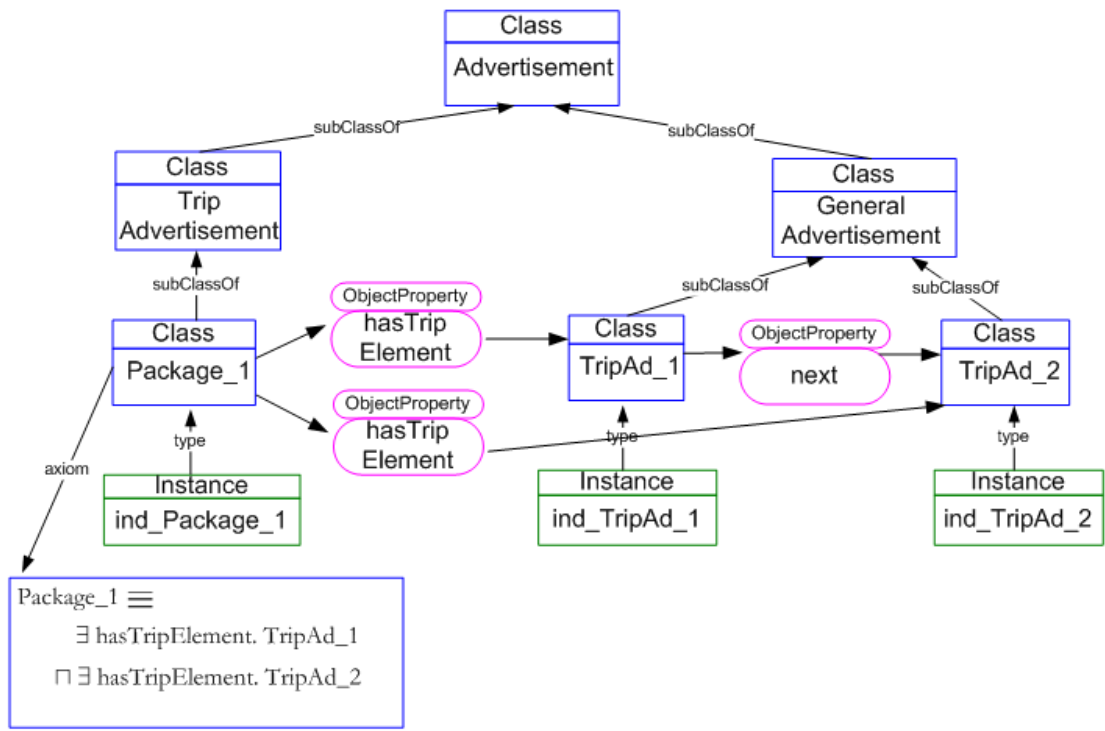 Class
Advertisement
subClassOf
subClassOf
Class
Trip
Advertisement
Class
General
Advertisement
subClassOf
subClassOf
subClassOf
ObjectProperty
hasTrip
Element
Class
Package_1
Class
TripAd_1
ObjectProperty
next
Class
TripAd_2
ObjectProperty
hasTrip
Element
type
type
type
axiom
Instance
ind_Package_1
Instance
ind_TripAd_1
Instance
ind_TripAd_2
Package_1 ≡
∃ hasTripElement. TripAd_1
⊓ ∃ hasTripElement. TripAd_2